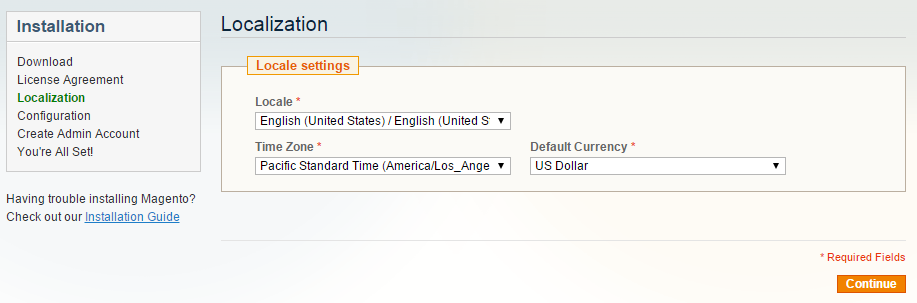 Installation
Download
License Agreement
Localization
Configuration
Create Admin Account
You're All Set!
Having trouble installing Magento?
Check out our Installation Guide
Localization
Locale settings
Locale *
English (United States) / English (United S
Time Zone *
Default Currency *
Pacific Standard Time (America/Los_Ange
US Dollar
* Required Fields
Continue